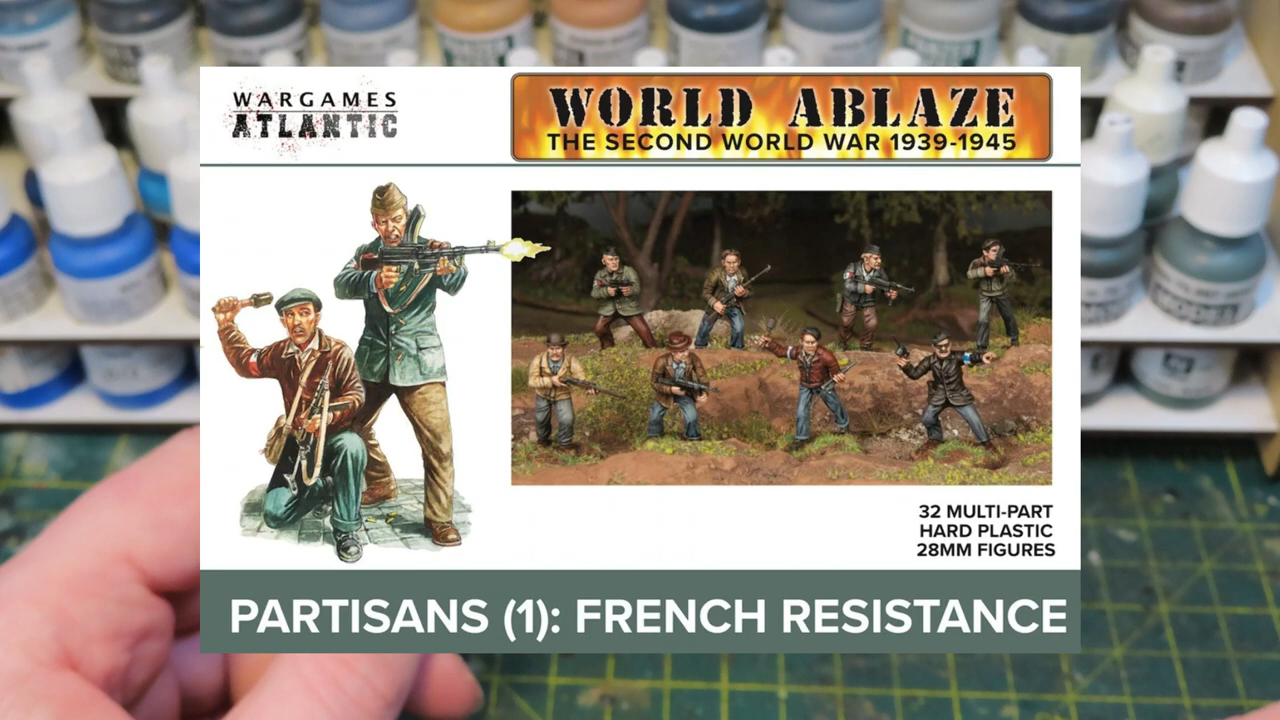 WARGAMES
ATLANTIC
WORLD ABLAZE
THE SECOND WORLD WAR 1939-1945
32 MULTI-PART
HARD PLASTIC
28MM FIGURES
PARTISANS (1): FRENCH RESISTANCE